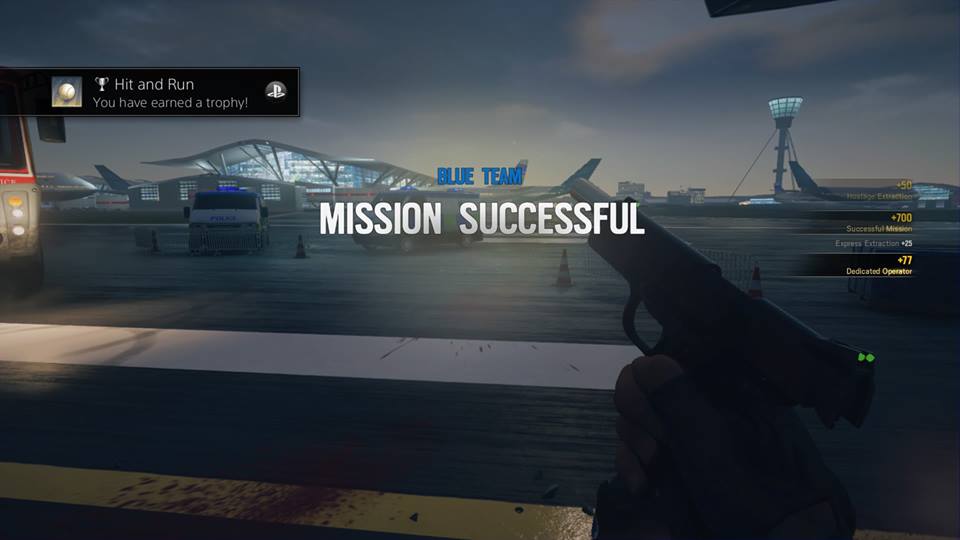 Hit and Run
You have earned a trophy!
BLUE TEAM
MISSION SUCCESSFUL
+50
Hostage Extraction
+700
Successful Mission
Express Extraction +25
+77
Dedicated Operator
POLICE